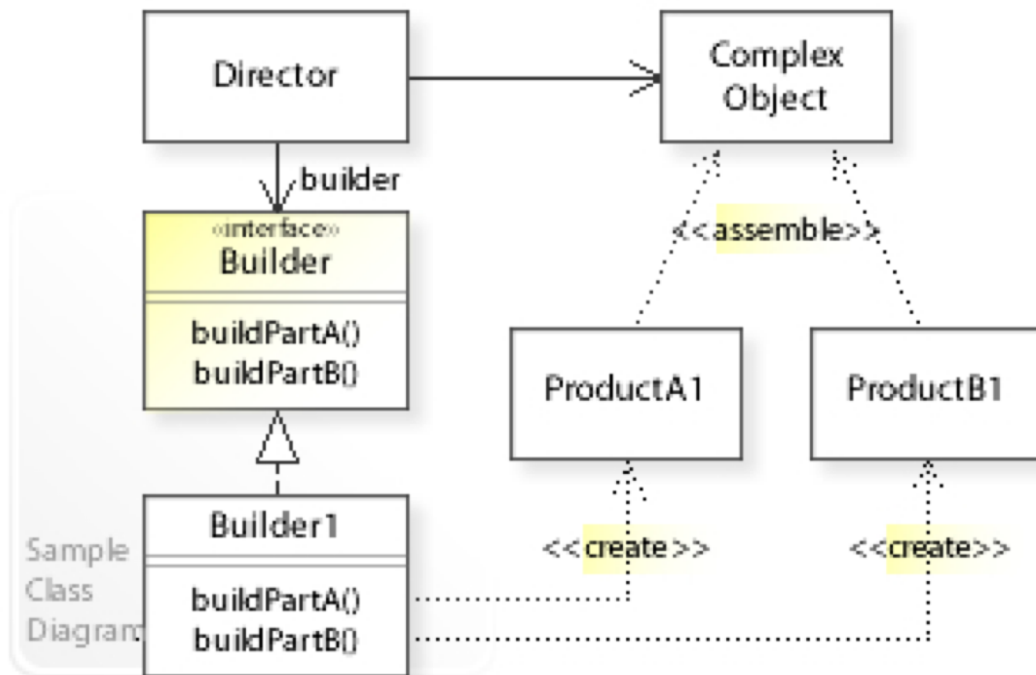 Director
Complex
Object
builder
«interface»
Builder
buildPartA()
buildPartB()
<<assemble>>
ProductA1
ProductB1
Builder1
buildPartA()
buildPartB()
<<create>>
<<create>>
Sample
Class
Diagram